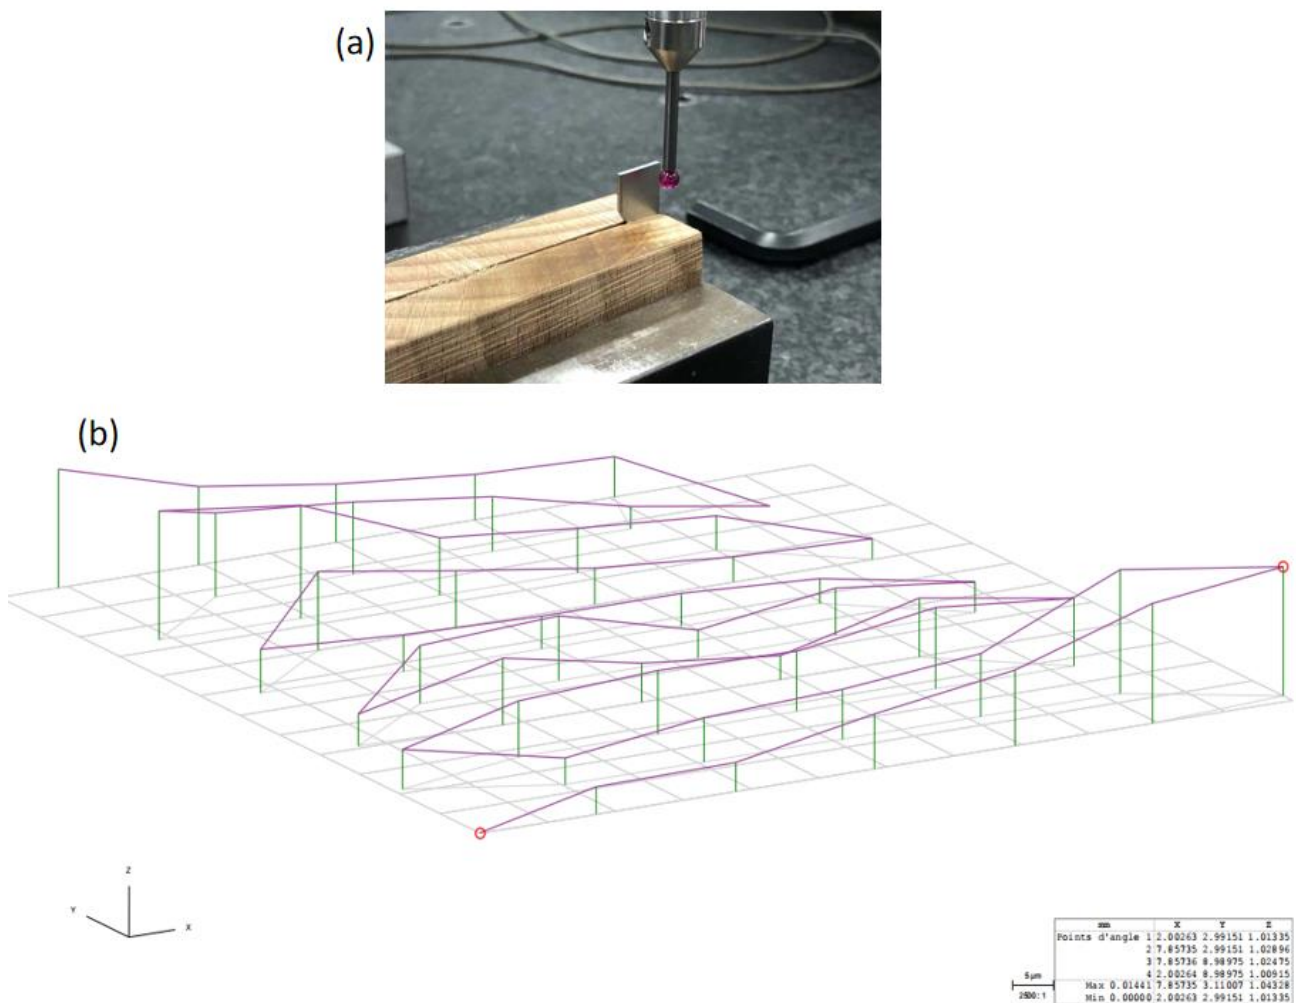 (a)
(b)
Z
Y
X
5µm
2500:1
mm X Y Z
Points d'angle 1 2.00263 2.99151 1.01335
2 7.85735 2.99151 1.02896
3 7.85736 8.98975 1.02475
4 2.00264 8.98975 1.00915
Max 0.01441 7.85735 3.11007 1.04328
Min 0.00000 2.00263 2.99151 1.01335